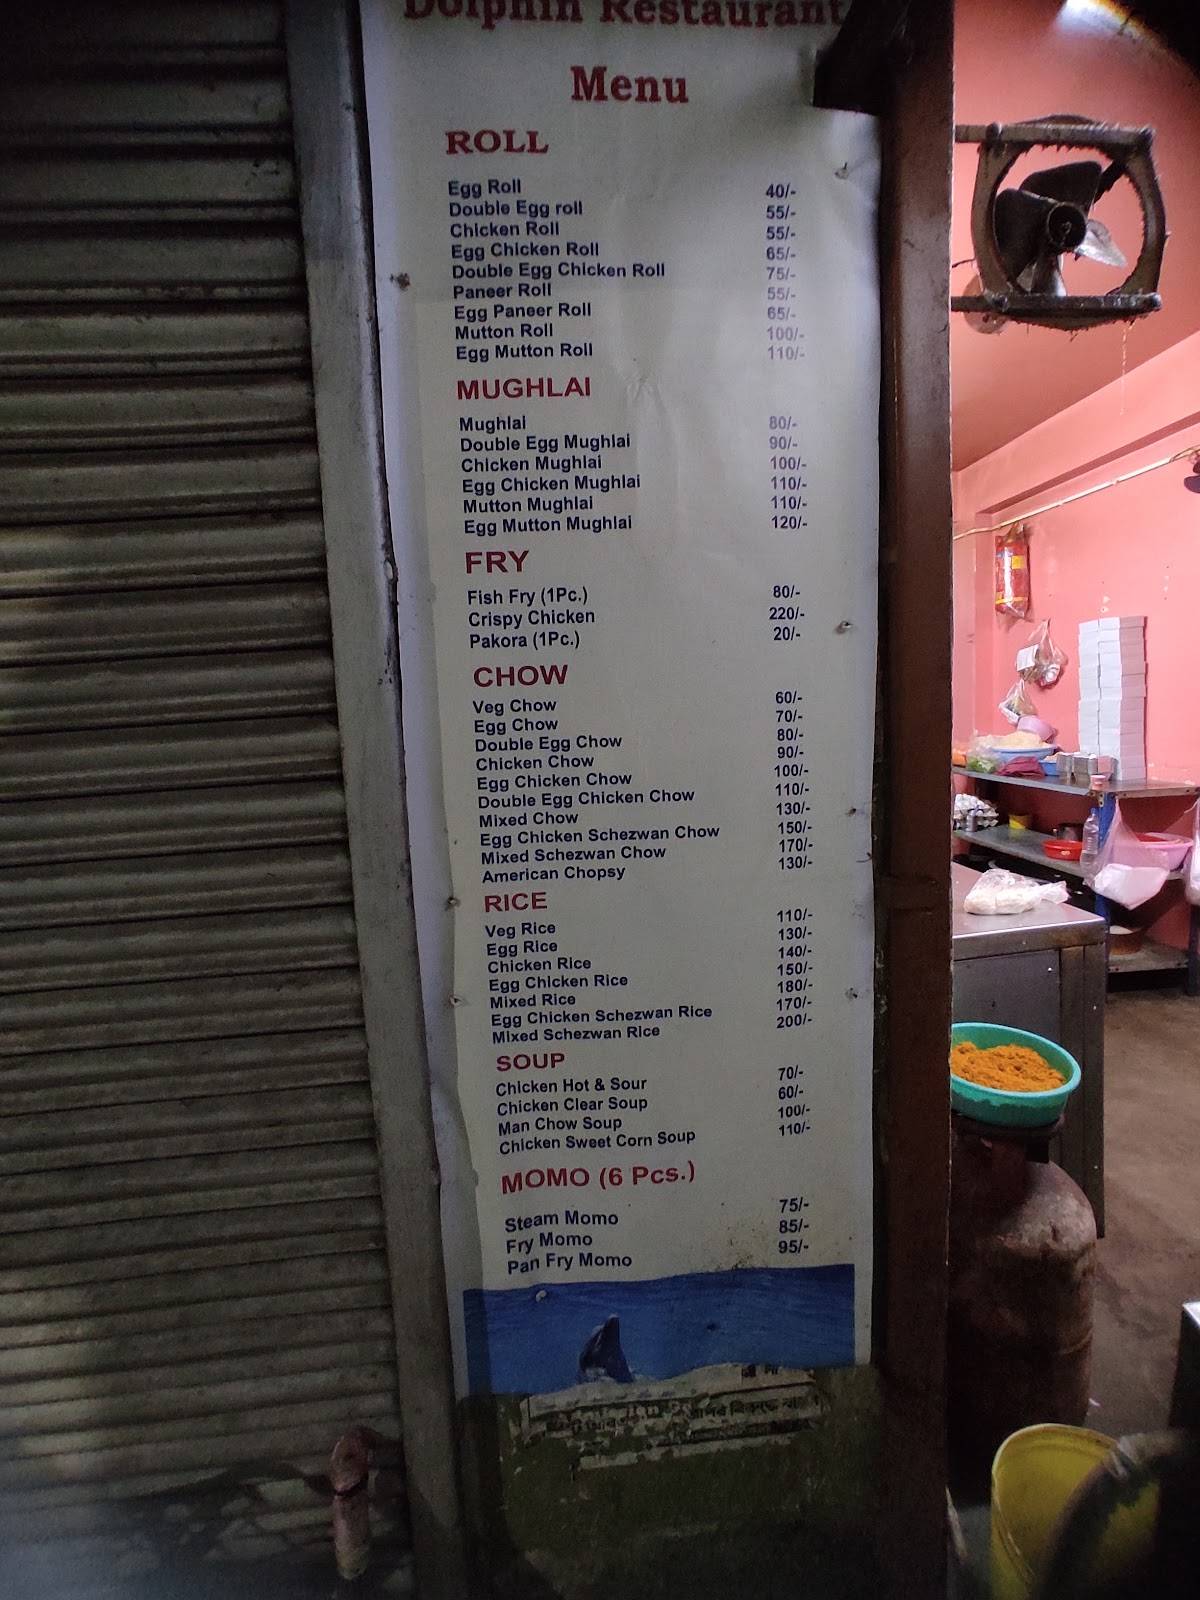 Dolphin Restaurant
Menu
ROLL
Egg Roll 40/-
Double Egg roll 55/-
Chicken Roll 55/-
Egg Chicken Roll 65/-
Double Egg Chicken Roll 75/-
Paneer Roll 55/-
Egg Paneer Roll 65/-
Mutton Roll 100/-
Egg Mutton Roll 110/-
MUGHLAI
Mughlai 80/-
Double Egg Mughlai 90/-
Chicken Mughlai 100/-
Egg Chicken Mughlai 110/-
Mutton Mughlai 110/-
Egg Mutton Mughlai 120/-
FRY
Fish Fry (1Pc.) 80/-
Crispy Chicken 220/-
Pakora (1Pc.) 20/-
CHOW
Veg Chow 60/-
Egg Chow 70/-
Double Egg Chow 80/-
Chicken Chow 90/-
Egg Chicken Chow 100/-
Double Egg Chicken Chow 110/-
Mixed Chow 130/-
Egg Chicken Schezwan Chow 150/-
Mixed Schezwan Chow 170/-
American Chopsy 130/-
RICE
Veg Rice 110/-
Egg Rice 130/-
Chicken Rice 140/-
Egg Chicken Rice 150/-
Mixed Rice 180/-
Egg Chicken Schezwan Rice 170/-
Mixed Schezwan Rice 200/-
SOUP
Chicken Hot & Sour 70/-
Chicken Clear Soup 60/-
Man Chow Soup 100/-
Chicken Sweet Corn Soup 110/-
MOMO (6 Pcs.)
Steam Momo 75/-
Fry Momo 85/-
Pan Fry Momo 95/-